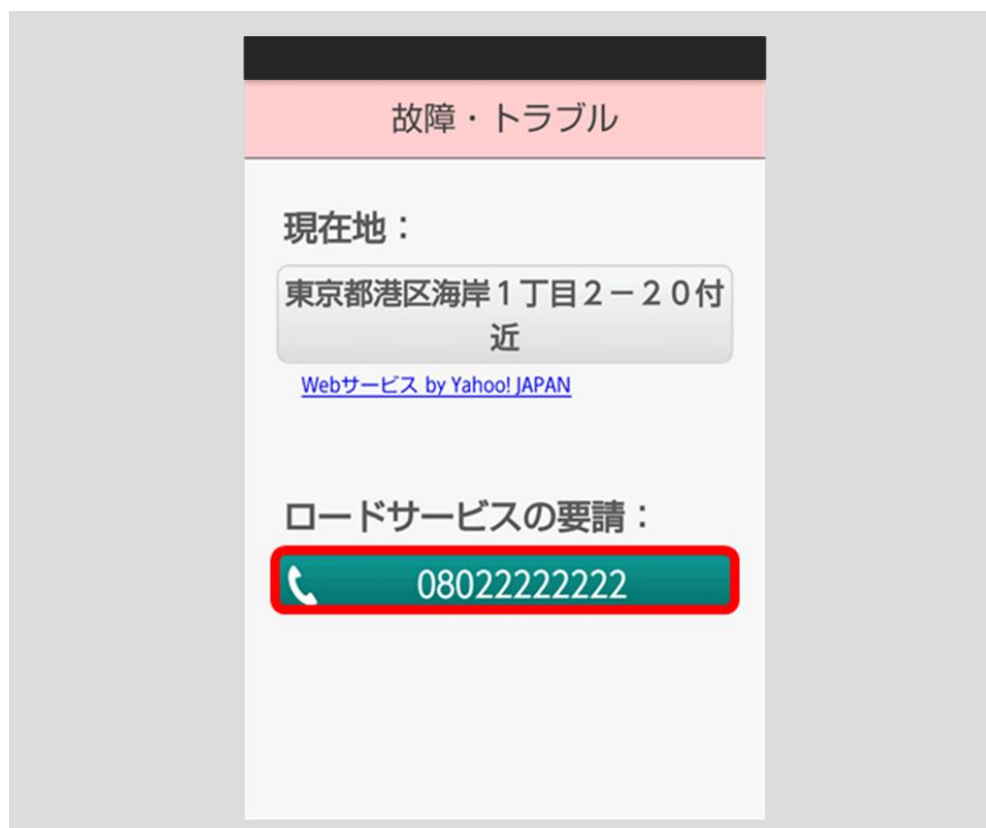 故障・トラブル
現在地：
東京都港区海岸１丁目２－２０付
近
Webサービス by Yahoo! JAPAN
ロードサービスの要請：
08022222222